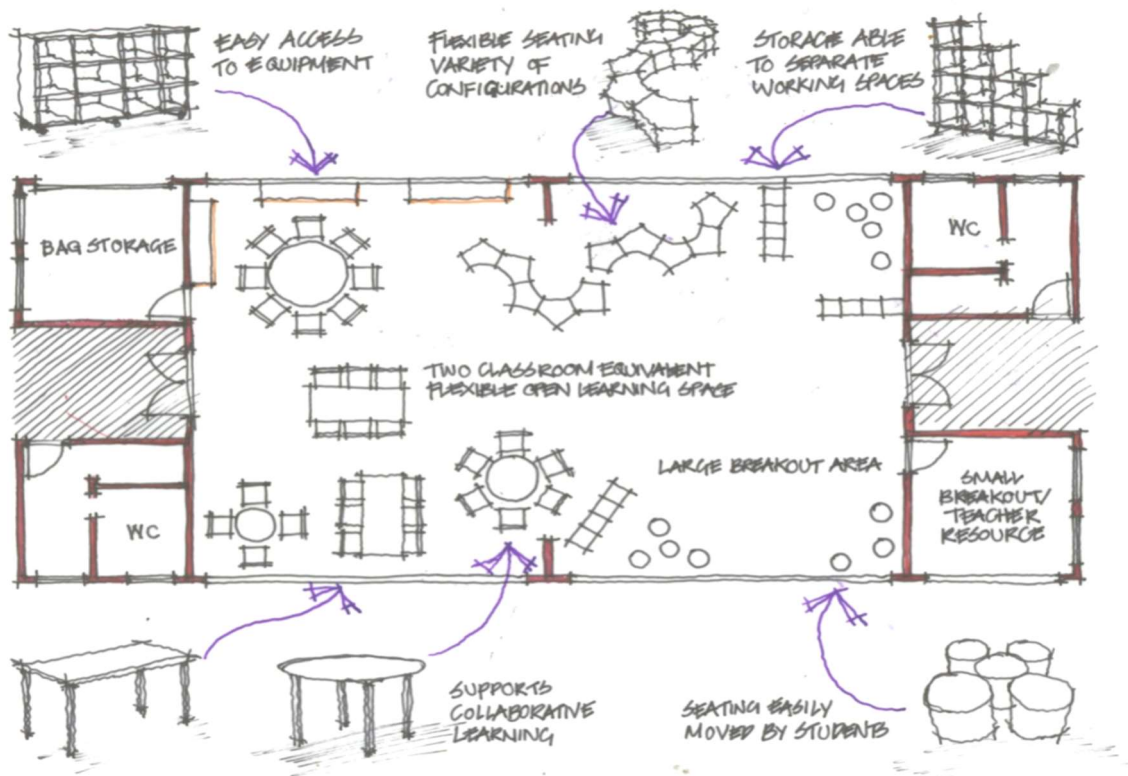 EASY ACCESS
TO EQUIPMENT
FLEXIBLE SEATING
VARIETY OF
CONFIGURATIONS
STORAGE ABLE
TO SEPARATE
WORKING SPACES
BAG STORAGE
WC
TWO CLASSROOM EQUIVALENT
FLEXIBLE OPEN LEARNING SPACE
LARGE BREAKOUT AREA
SMALL
BREAKOUT/
TEACHER
RESOURCE
WC
SUPPORTS
COLLABORATIVE
LEARNING
SEATING EASILY
MOVED BY STUDENTS